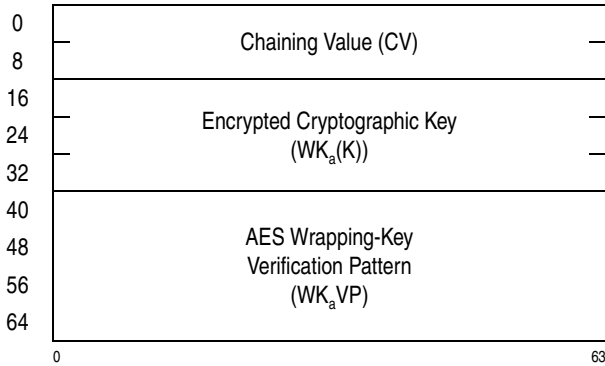 0
Chaining Value (CV)
8
16
Encrypted Cryptographic Key
24
(WKa(K))
32
40
AES Wrapping-Key
48
Verification Pattern
56
(WKaVP)
64
0 63